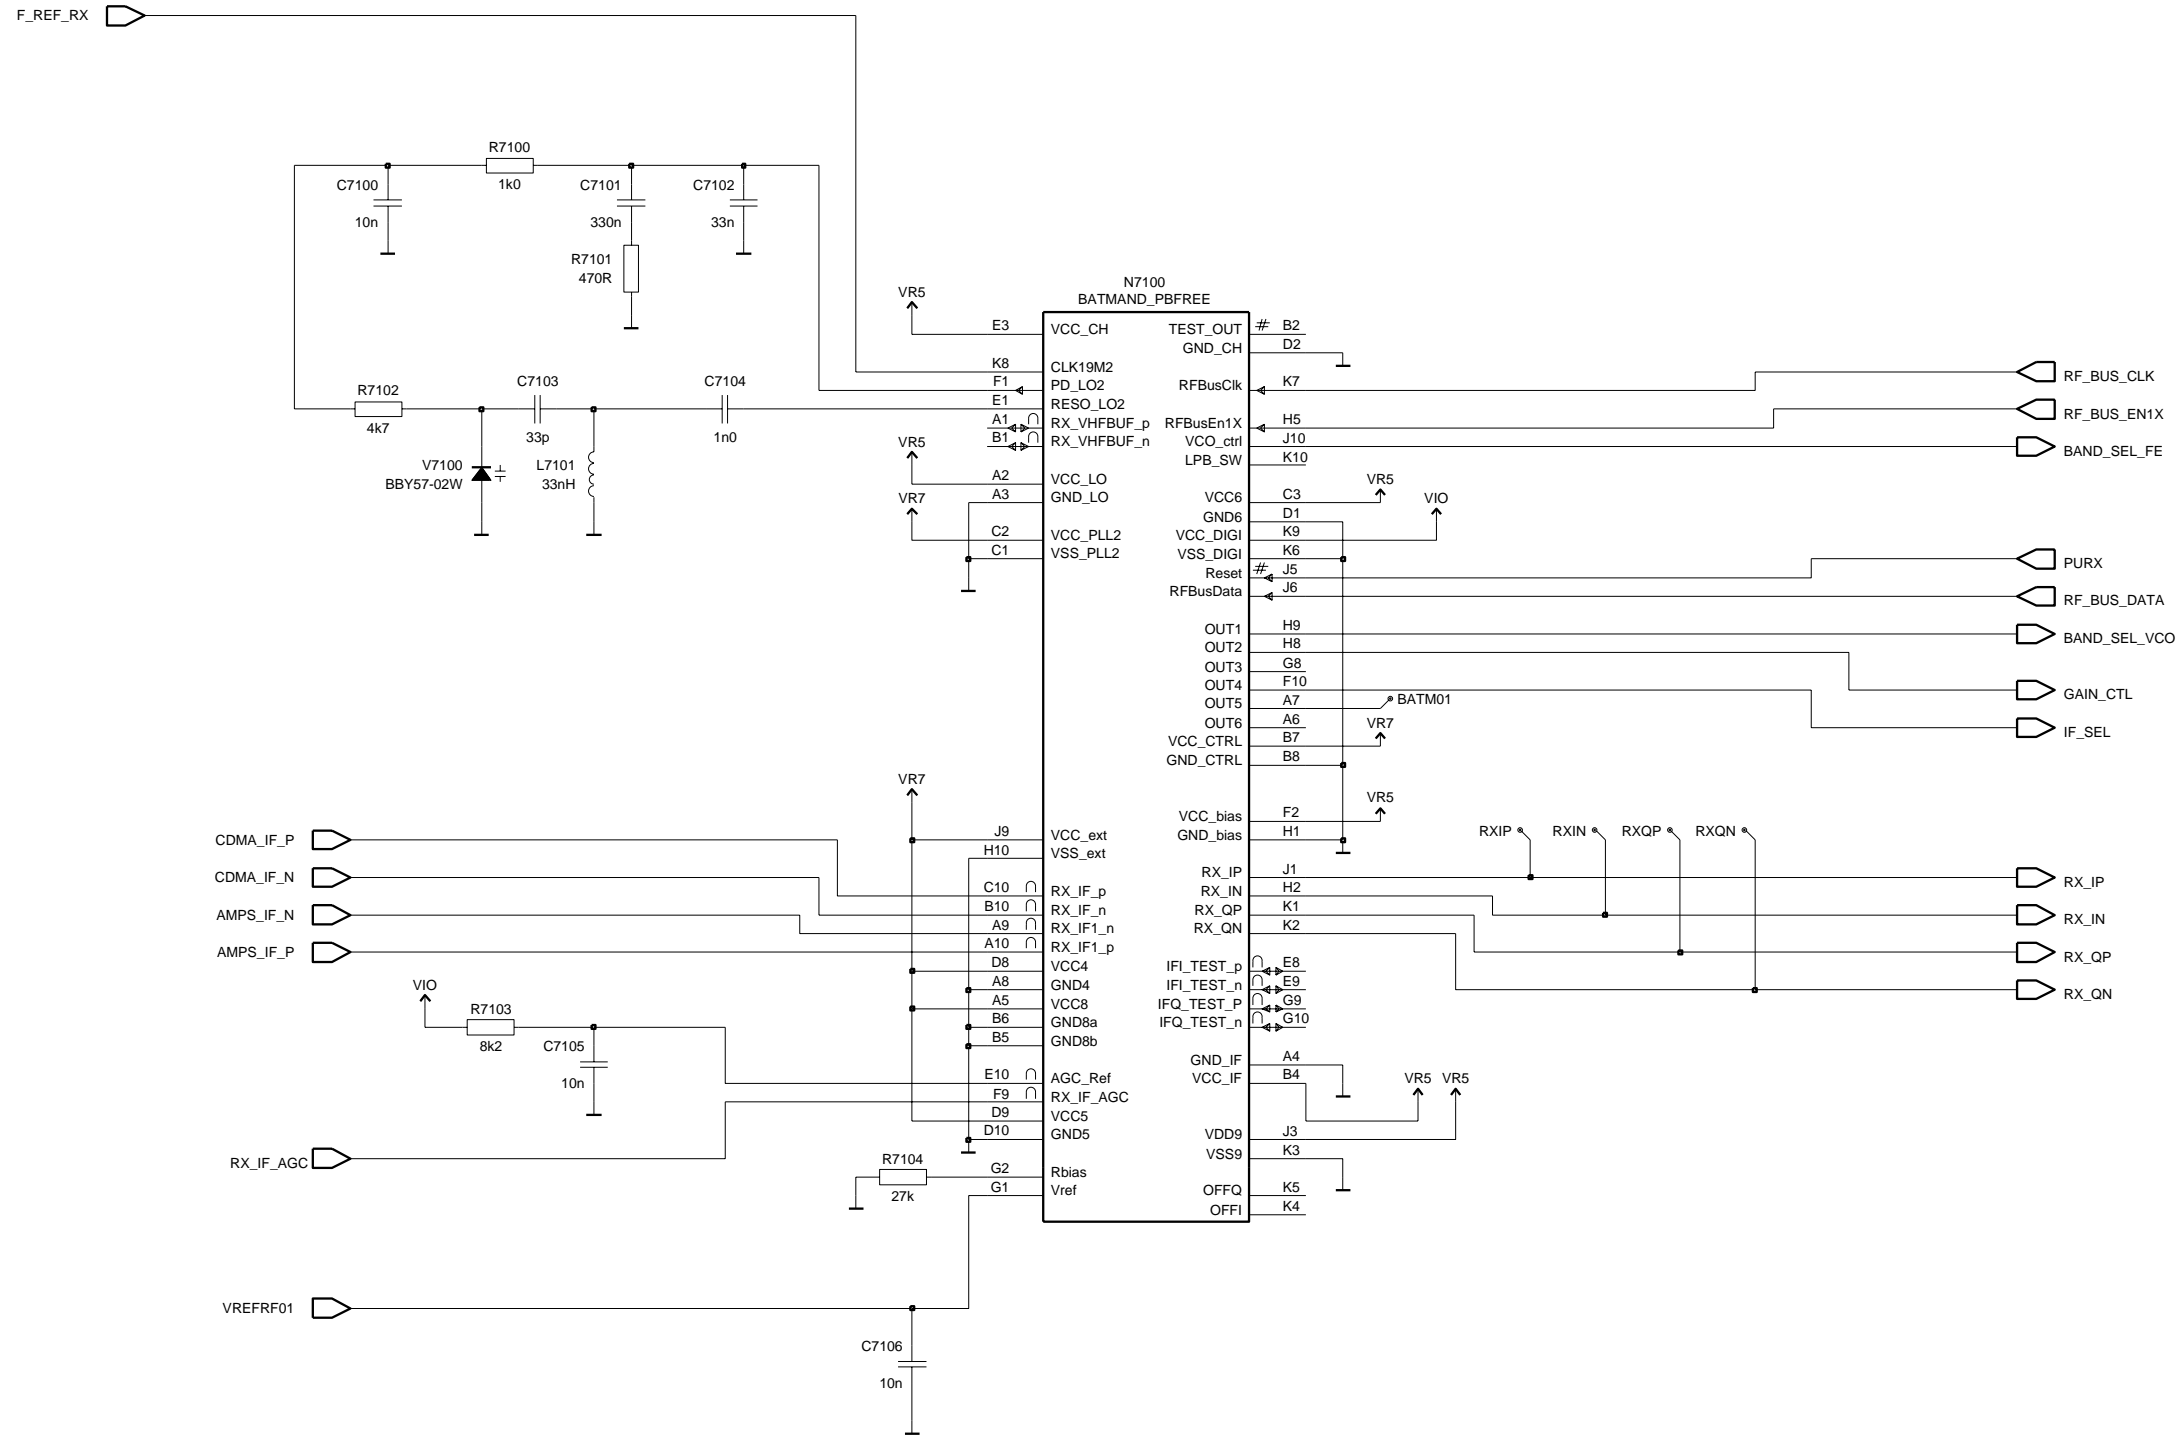 F_REF_RX
R7100
1k0
C7100
10n
C7101
330n
C7102
33n
R7101
470R
R7102
4k7
C7103
33p
C7104
1n0
V7100
BBY57-02W
L7101
33nH
N7100
BATMAND_PBFREE
VR5
E3 VCC_CH
K8 CLK19M2
F1 PD_LO2
E1 RESO_LO2
A1 RX_VHFBUF_p
B1 RX_VHFBUF_n
VR5
A2 VCC_LO
A3 GND_LO
VR7
C2 VCC_PLL2
C1 VSS_PLL2
VR7
J9 VCC_ext
H10 VSS_ext
C10 RX_IF_p
B10 RX_IF_n
A9 RX_IF1_n
A10 RX_IF1_p
D8 VCC4
A8 GND4
A5 VCC8
B6 GND8a
B5 GND8b
E10 AGC_Ref
F9 RX_IF_AGC
D9 VCC5
D10 GND5
G2 Rbias
G1 Vref
CDMA_IF_P
CDMA_IF_N
AMPS_IF_N
AMPS_IF_P
VIO
R7103
8k2
C7105
10n
RX_IF_AGC
R7104
27k
VREFRF01
C7106
10n
TEST_OUT # B2
GND_CH D2
RFBusClk K7
RFBusEn1X H5
VCO_ctrl J10
LPB_SW K10
VCC6 C3
VR5
GND6 D1
VCC_DIGI K9
VIO
VSS_DIGI K6
Reset # J5
RFBusData J6
OUT1 H9
OUT2 H8
OUT3 G8
OUT4 F10
OUT5 A7
BATM01
OUT6 A6
VCC_CTRL B7
VR7
GND_CTRL B8
VCC_bias F2
VR5
GND_bias H1
RX_IP J1
RX_IN H2
RX_QP K1
RX_QN K2
IFI_TEST_p E8
IFI_TEST_n E9
IFQ_TEST_P G9
IFQ_TEST_n G10
GND_IF A4
VCC_IF B4
VR5 VR5
VDD9 J3
VSS9 K3
OFFQ K5
OFFI K4
RXIP RXIN RXQP RXQN
RF_BUS_CLK
RF_BUS_EN1X
BAND_SEL_FE
PURX
RF_BUS_DATA
BAND_SEL_VCO
GAIN_CTL
IF_SEL
RX_IP
RX_IN
RX_QP
RX_QN